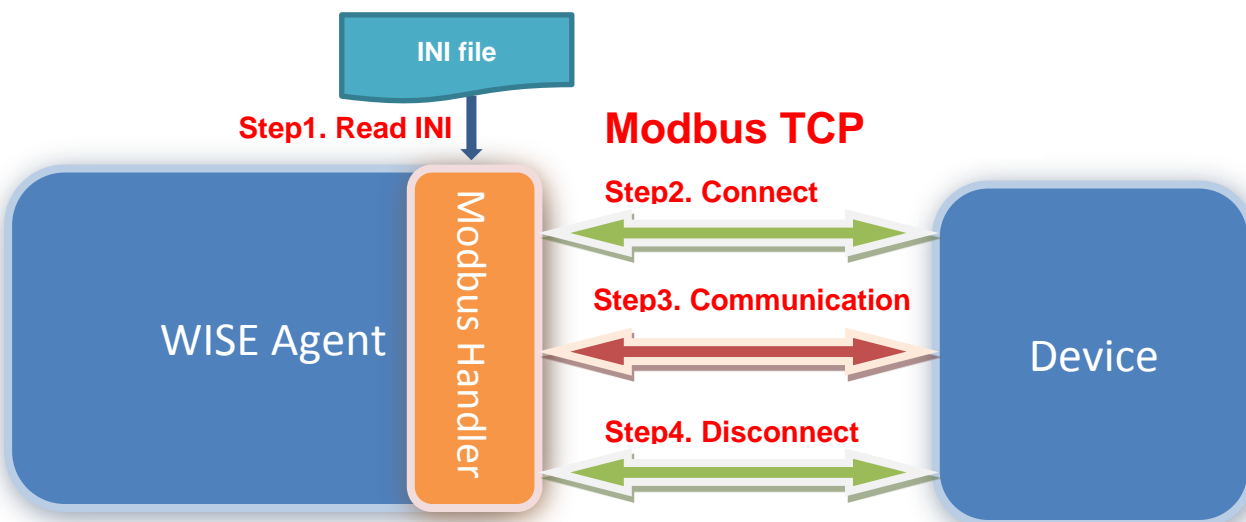 INI file
Step1. Read INI
Modbus TCP
Step2. Connect
WISE Agent
Modbus Handler
Step3. Communication
Device
Step4. Disconnect